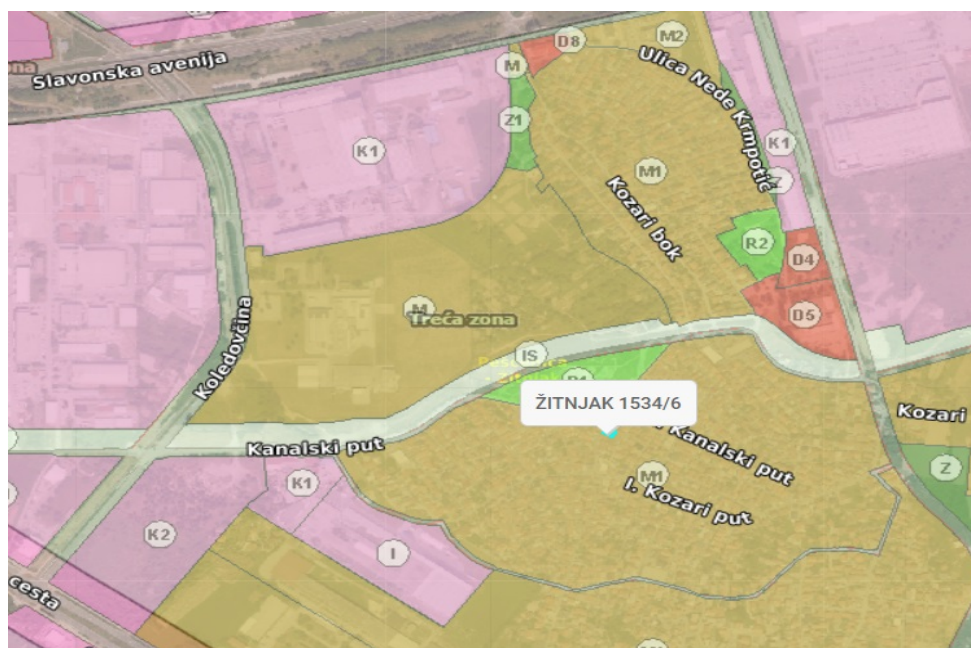 M2
D8
Slavonska avenija
M
Ulica Nede Krmpotić
Z1
K1
K1
M1
Z
Kozari bok
R2
D4
M
Treća zona
D5
Koledovčina
IS
ŽITNJAK 1534/6
Kozari
Kanalski put
Kanalski put
M1
Z
K1
I. Kozari put
K2
I
cesta